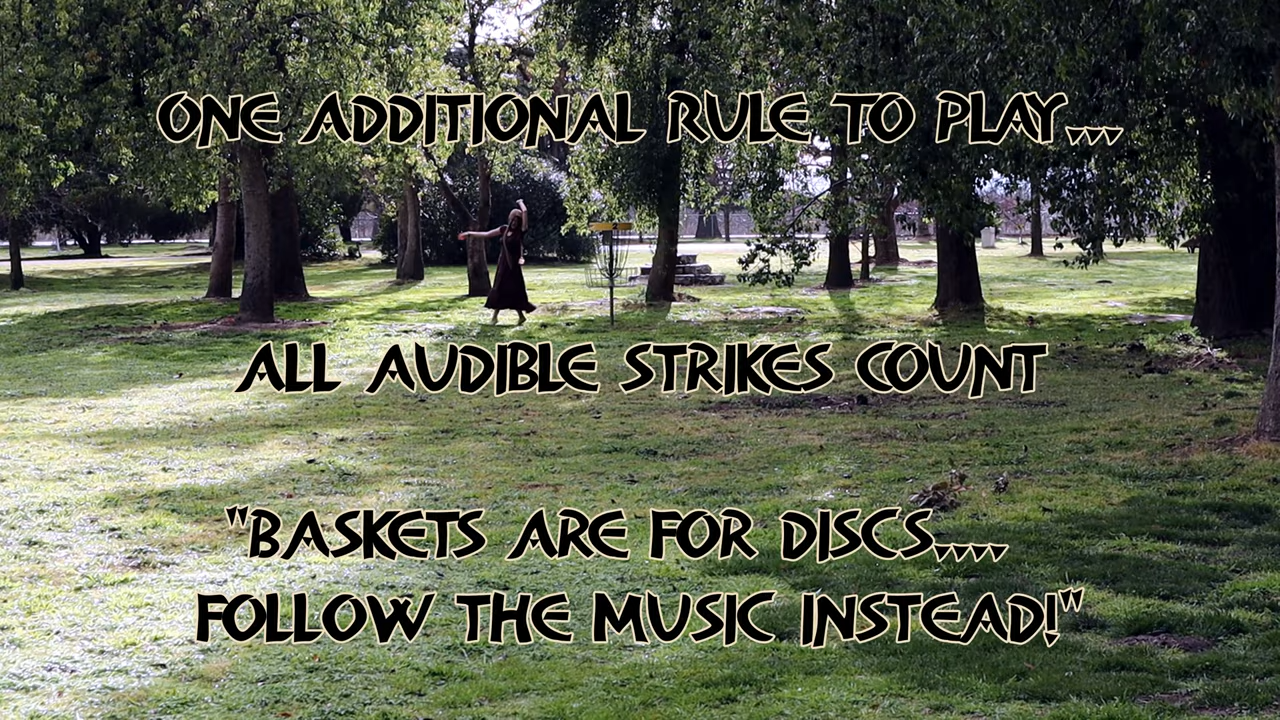 ONE ADDITIONAL RULE TO PLAY,,,
ALL AUDIBLE STRIKES COUNT
"BASKETS ARE FOR DISCS,,,,
FOLLOW THE MUSIC INSTEAD!"